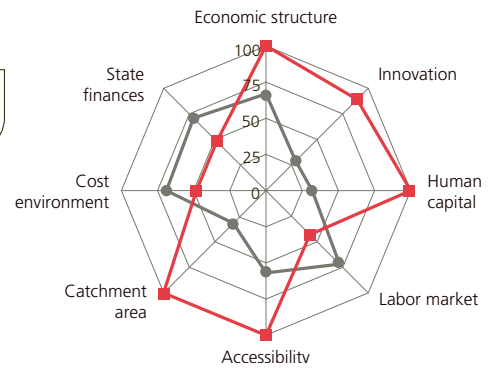 Economic structure
100
75
50
25
0
Innovation
Human
capital
Labor market
Accessibility
Catchment
area
Cost
environment
State
finances